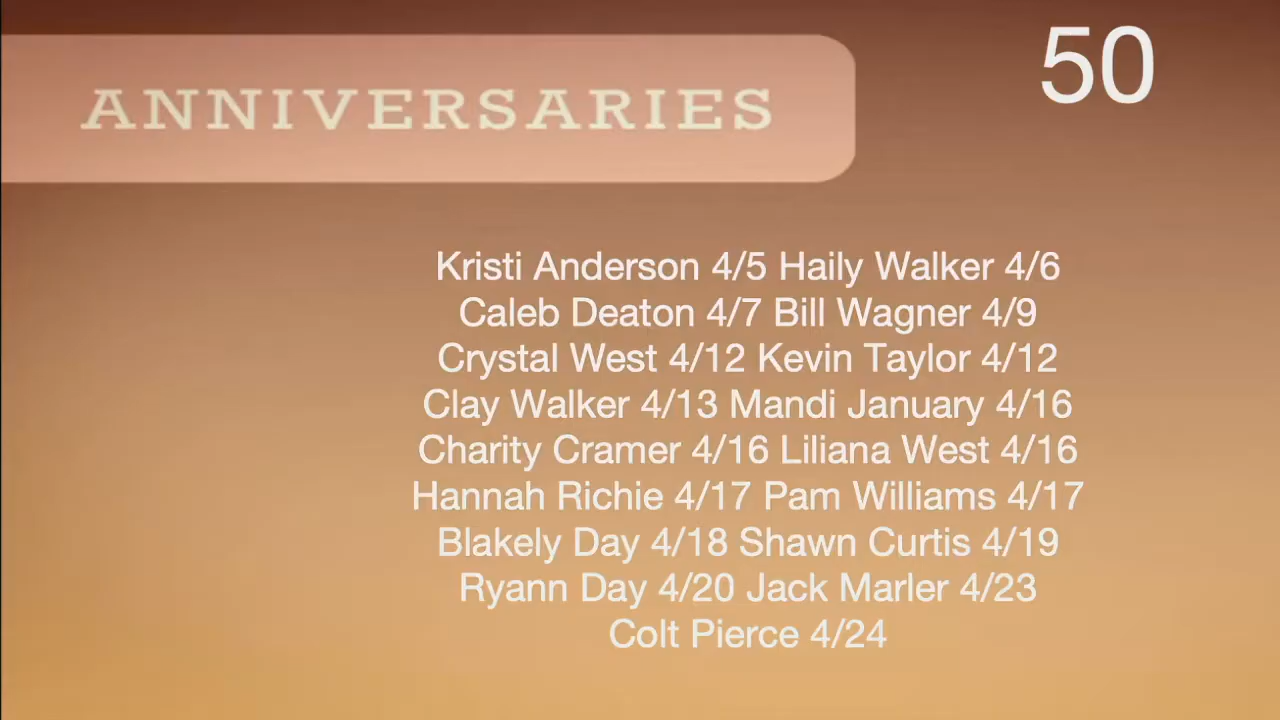 50
ANNIVERSARIES
Kristi Anderson 4/5 Haily Walker 4/6
Caleb Deaton 4/7 Bill Wagner 4/9
Crystal West 4/12 Kevin Taylor 4/12
Clay Walker 4/13 Mandi January 4/16
Charity Cramer 4/16 Liliana West 4/16
Hannah Richie 4/17 Pam Williams 4/17
Blakely Day 4/18 Shawn Curtis 4/19
Ryann Day 4/20 Jack Marler 4/23
Colt Pierce 4/24